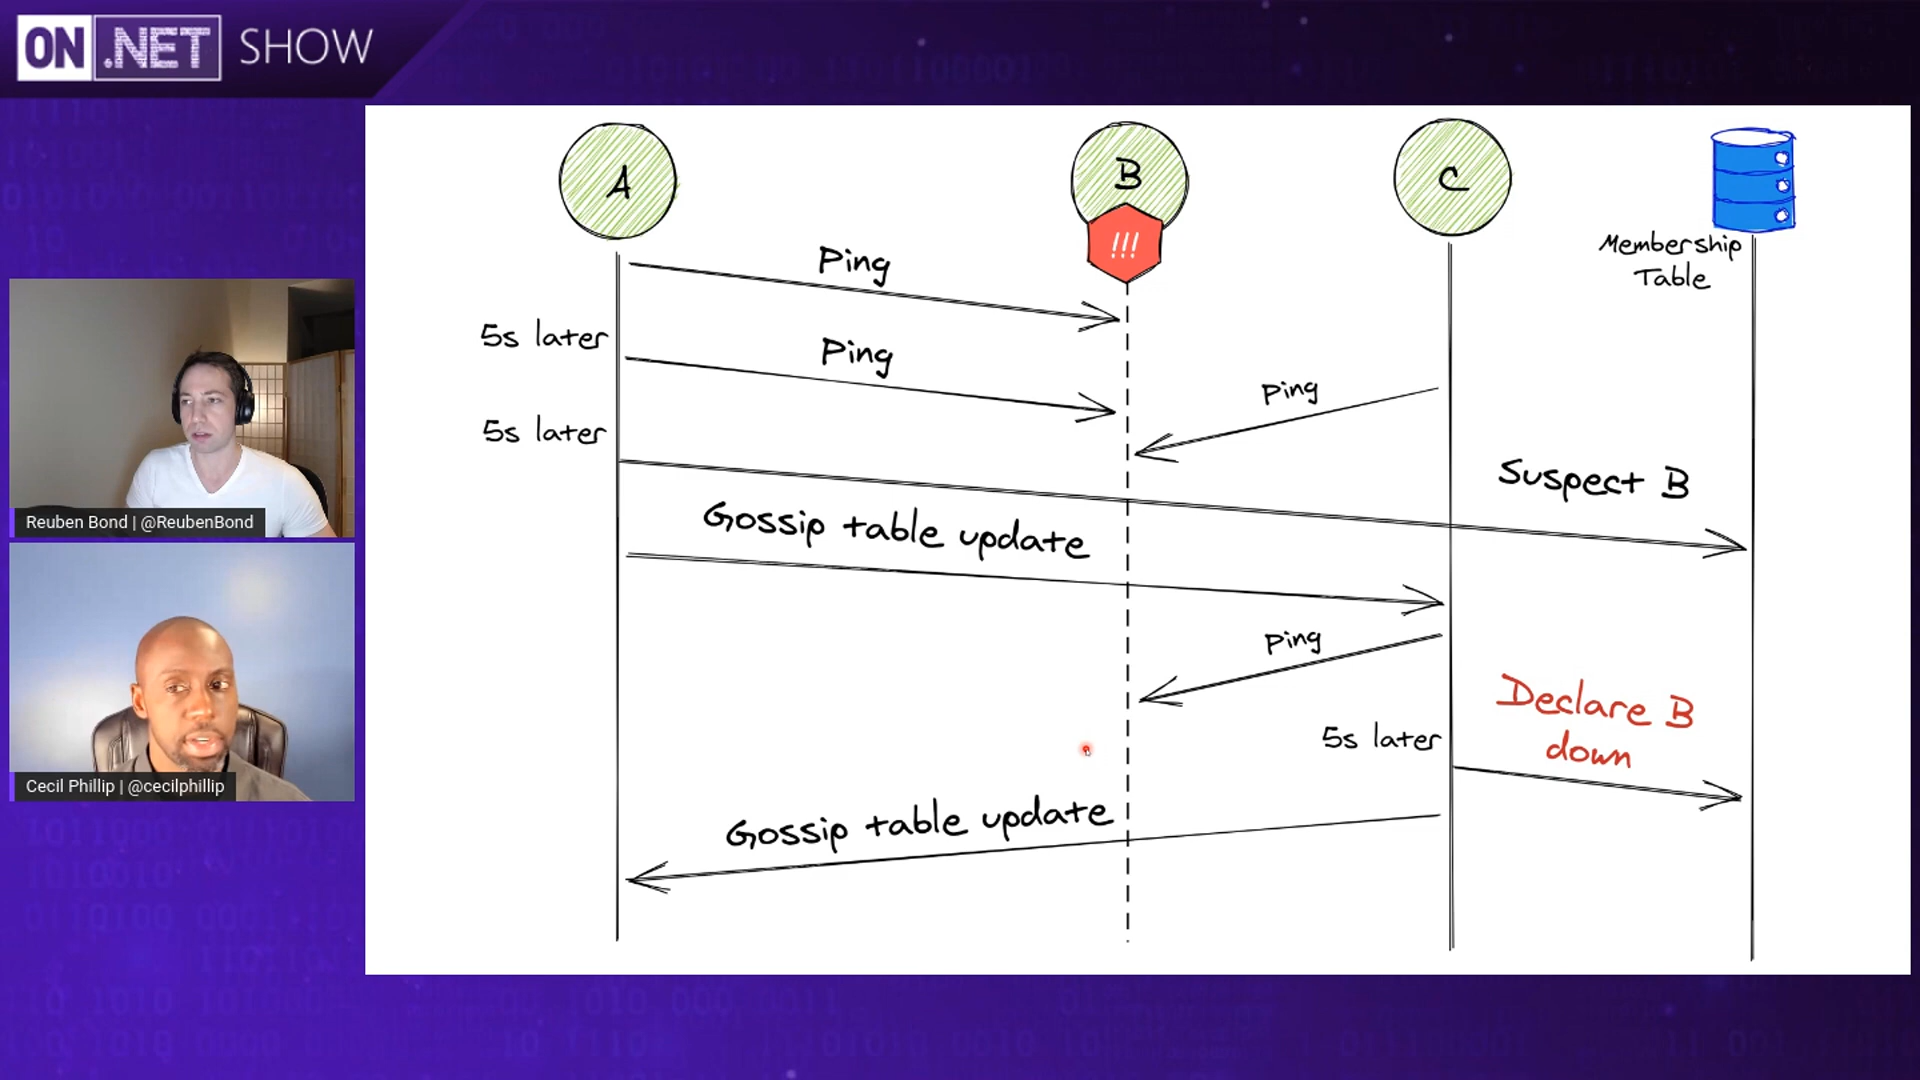 ON .NET SHOW
A
B
C
!!!
Membership
Table
Ping
5s later
Ping
Ping
5s later
Suspect B
Gossip table update
Ping
Declare B
down
5s later
Gossip table update
Reuben Bond | @ReubenBond
Cecil Phillip | @cecilphillip